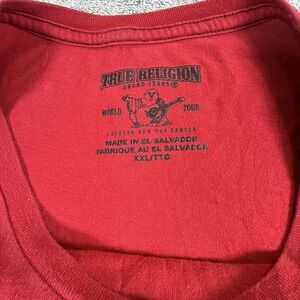 TRUE RELIGION
BRAND JEANS®
WORLD TOUR
MADE IN EL SALVADOR
FABRIQUE AU EL SALVADOR
XXL/TTG